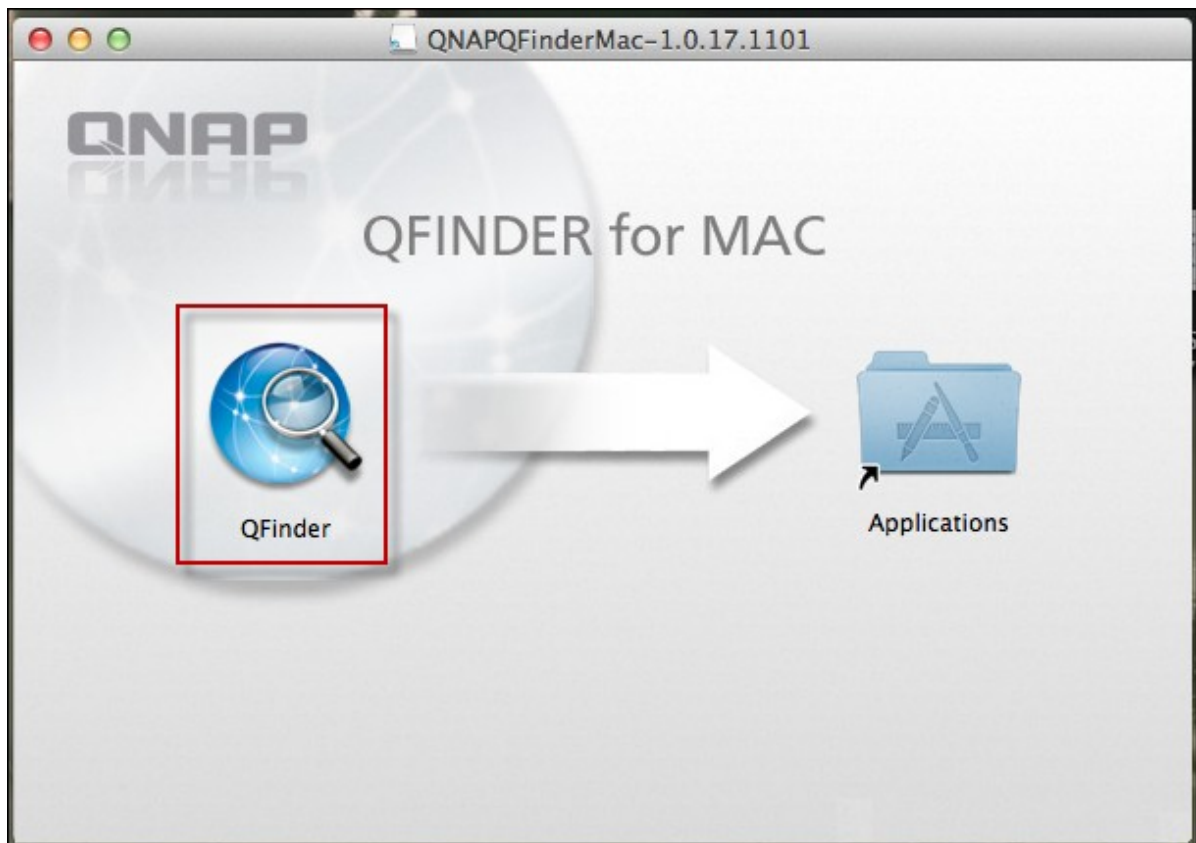 QNAPQFinderMac-1.0.17.1101
QNAP
QFINDER for MAC
QFinder
Applications